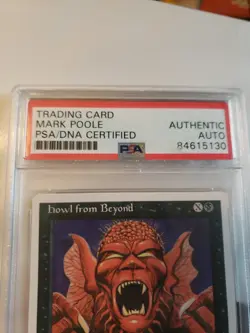 TRADING CARD
MARK POOLE
PSA/DNA CERTIFIED
AUTHENTIC
AUTO
PSA
84615130
Howl from Beyond
X